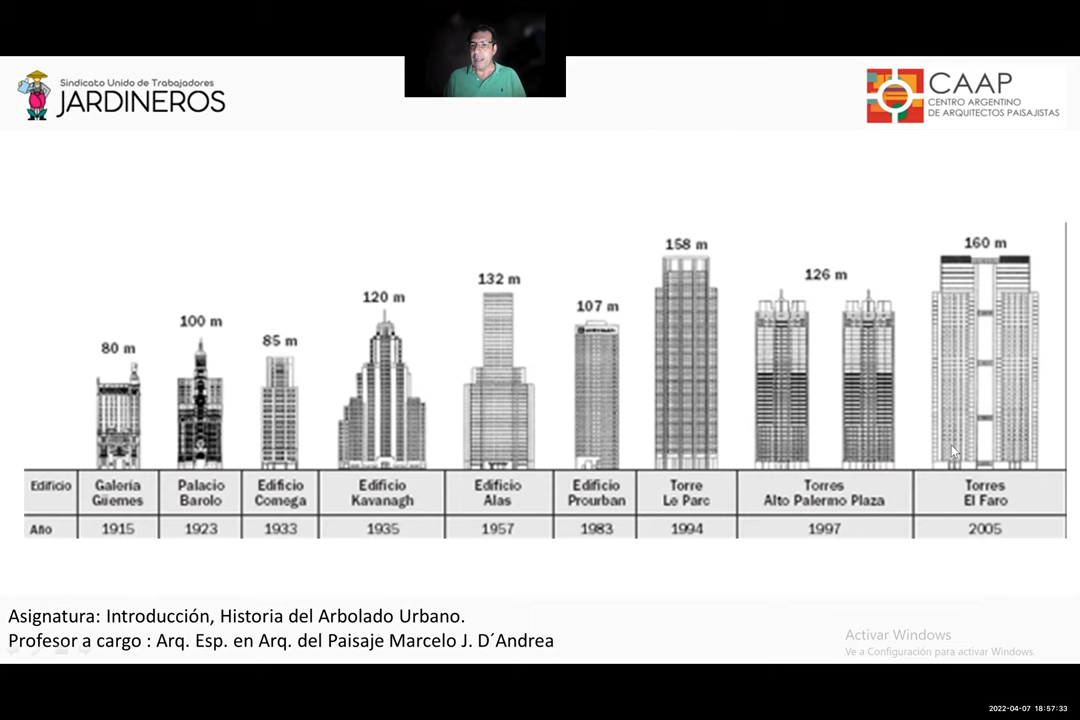 Sindicato Unido de Trabajadores
JARDINEROS
CAAP
CENTRO ARGENTINO
DE ARQUITECTOS PAISAJISTAS
80 m
100 m
85 m
120 m
132 m
107 m
158 m
126 m
160 m
Edificio
Galería
Güemes
Palacio
Barolo
Edificio
Comega
Edificio
Kavanagh
Edificio
Alas
Edificio
Prourban
Torre
Le Parc
Torres
Alto Palermo Plaza
Torres
El Faro
Año
1915
1923
1933
1935
1957
1983
1994
1997
2005
Asignatura: Introducción, Historia del Arbolado Urbano.
Profesor a cargo : Arq. Esp. en Arq. del Paisaje Marcelo J. D´Andrea
Activar Windows
Ve a Configuración para activar Windows.
2022-04-07 18:57:33